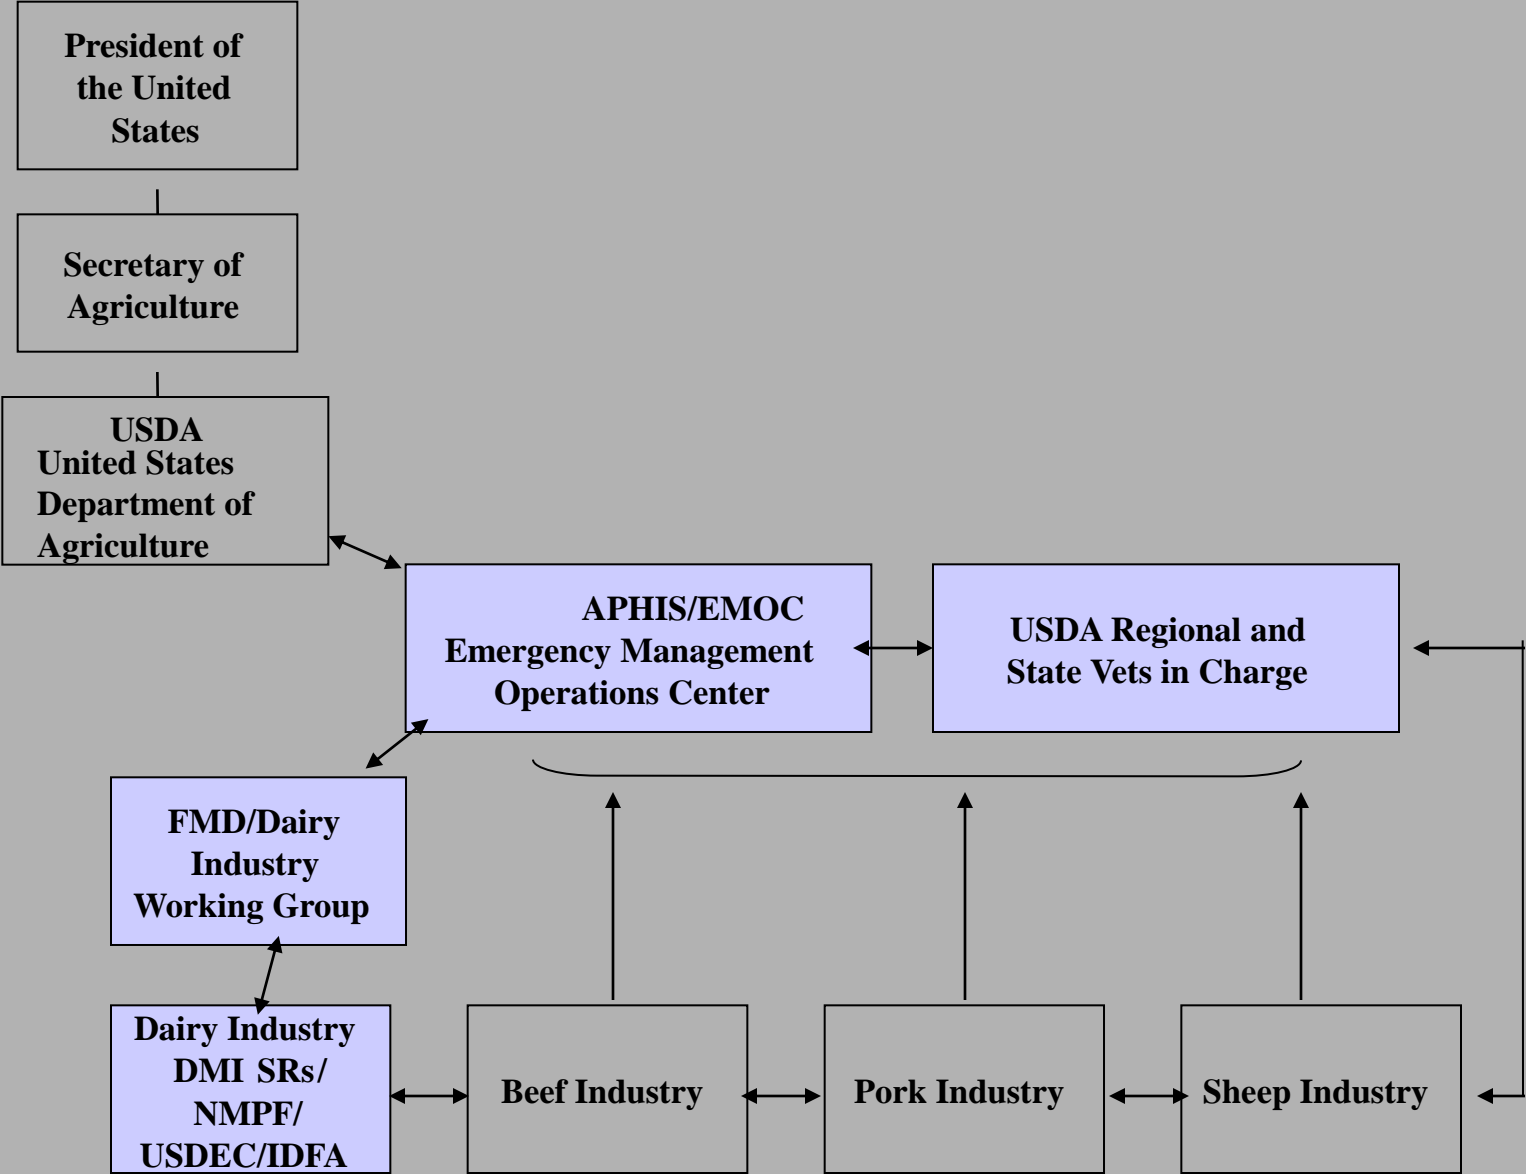 President of
the United
States
Secretary of
Agriculture
USDA
United States
Department of
Agriculture
APHIS/EMOC
Emergency Management
Operations Center
USDA Regional and
State Vets in Charge
FMD/Dairy
Industry
Working Group
Dairy Industry
DMI SRs/
NMPF/
USDEC/IDFA
Beef Industry
Pork Industry
Sheep Industry